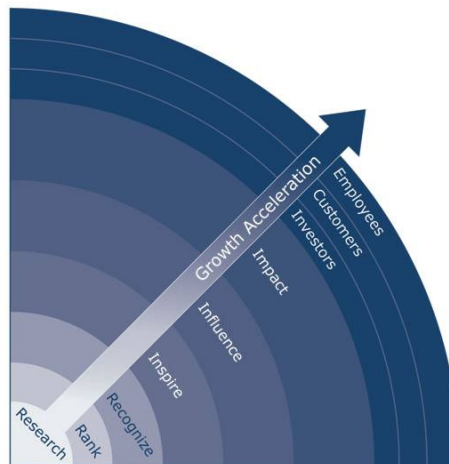 Growth Acceleration
Employees
Customers
Investors
Impact
Influence
Inspire
Recognize
Rank
Research